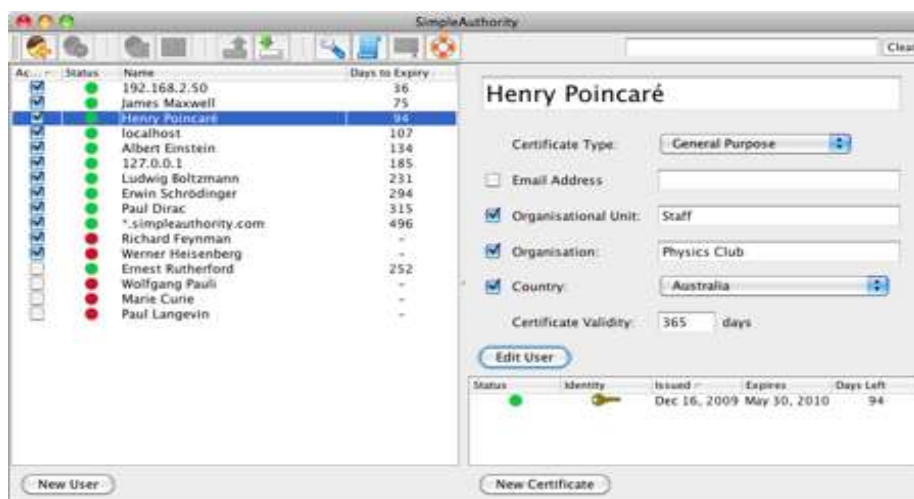 SimpleAuthority
Clear
Ac... Status Name Days to Expiry
192.168.2.50 36
James Maxwell 75
Henry Poincaré 94
localhost 107
Albert Einstein 134
127.0.0.1 185
Ludwig Boltzmann 231
Erwin Schrödinger 294
Paul Dirac 315
*.simpleauthority.com 496
Richard Feynman -
Werner Heisenberg -
Ernest Rutherford 252
Wolfgang Pauli -
Marie Curie -
Paul Langevin -
New User
Henry Poincaré
Certificate Type: General Purpose
Email Address
Organisational Unit: Staff
Organisation: Physics Club
Country: Australia
Certificate Validity: 365 days
Edit User
Status Identity Issued Expires Days Left
Dec 16, 2009 May 30, 2010 94
New Certificate